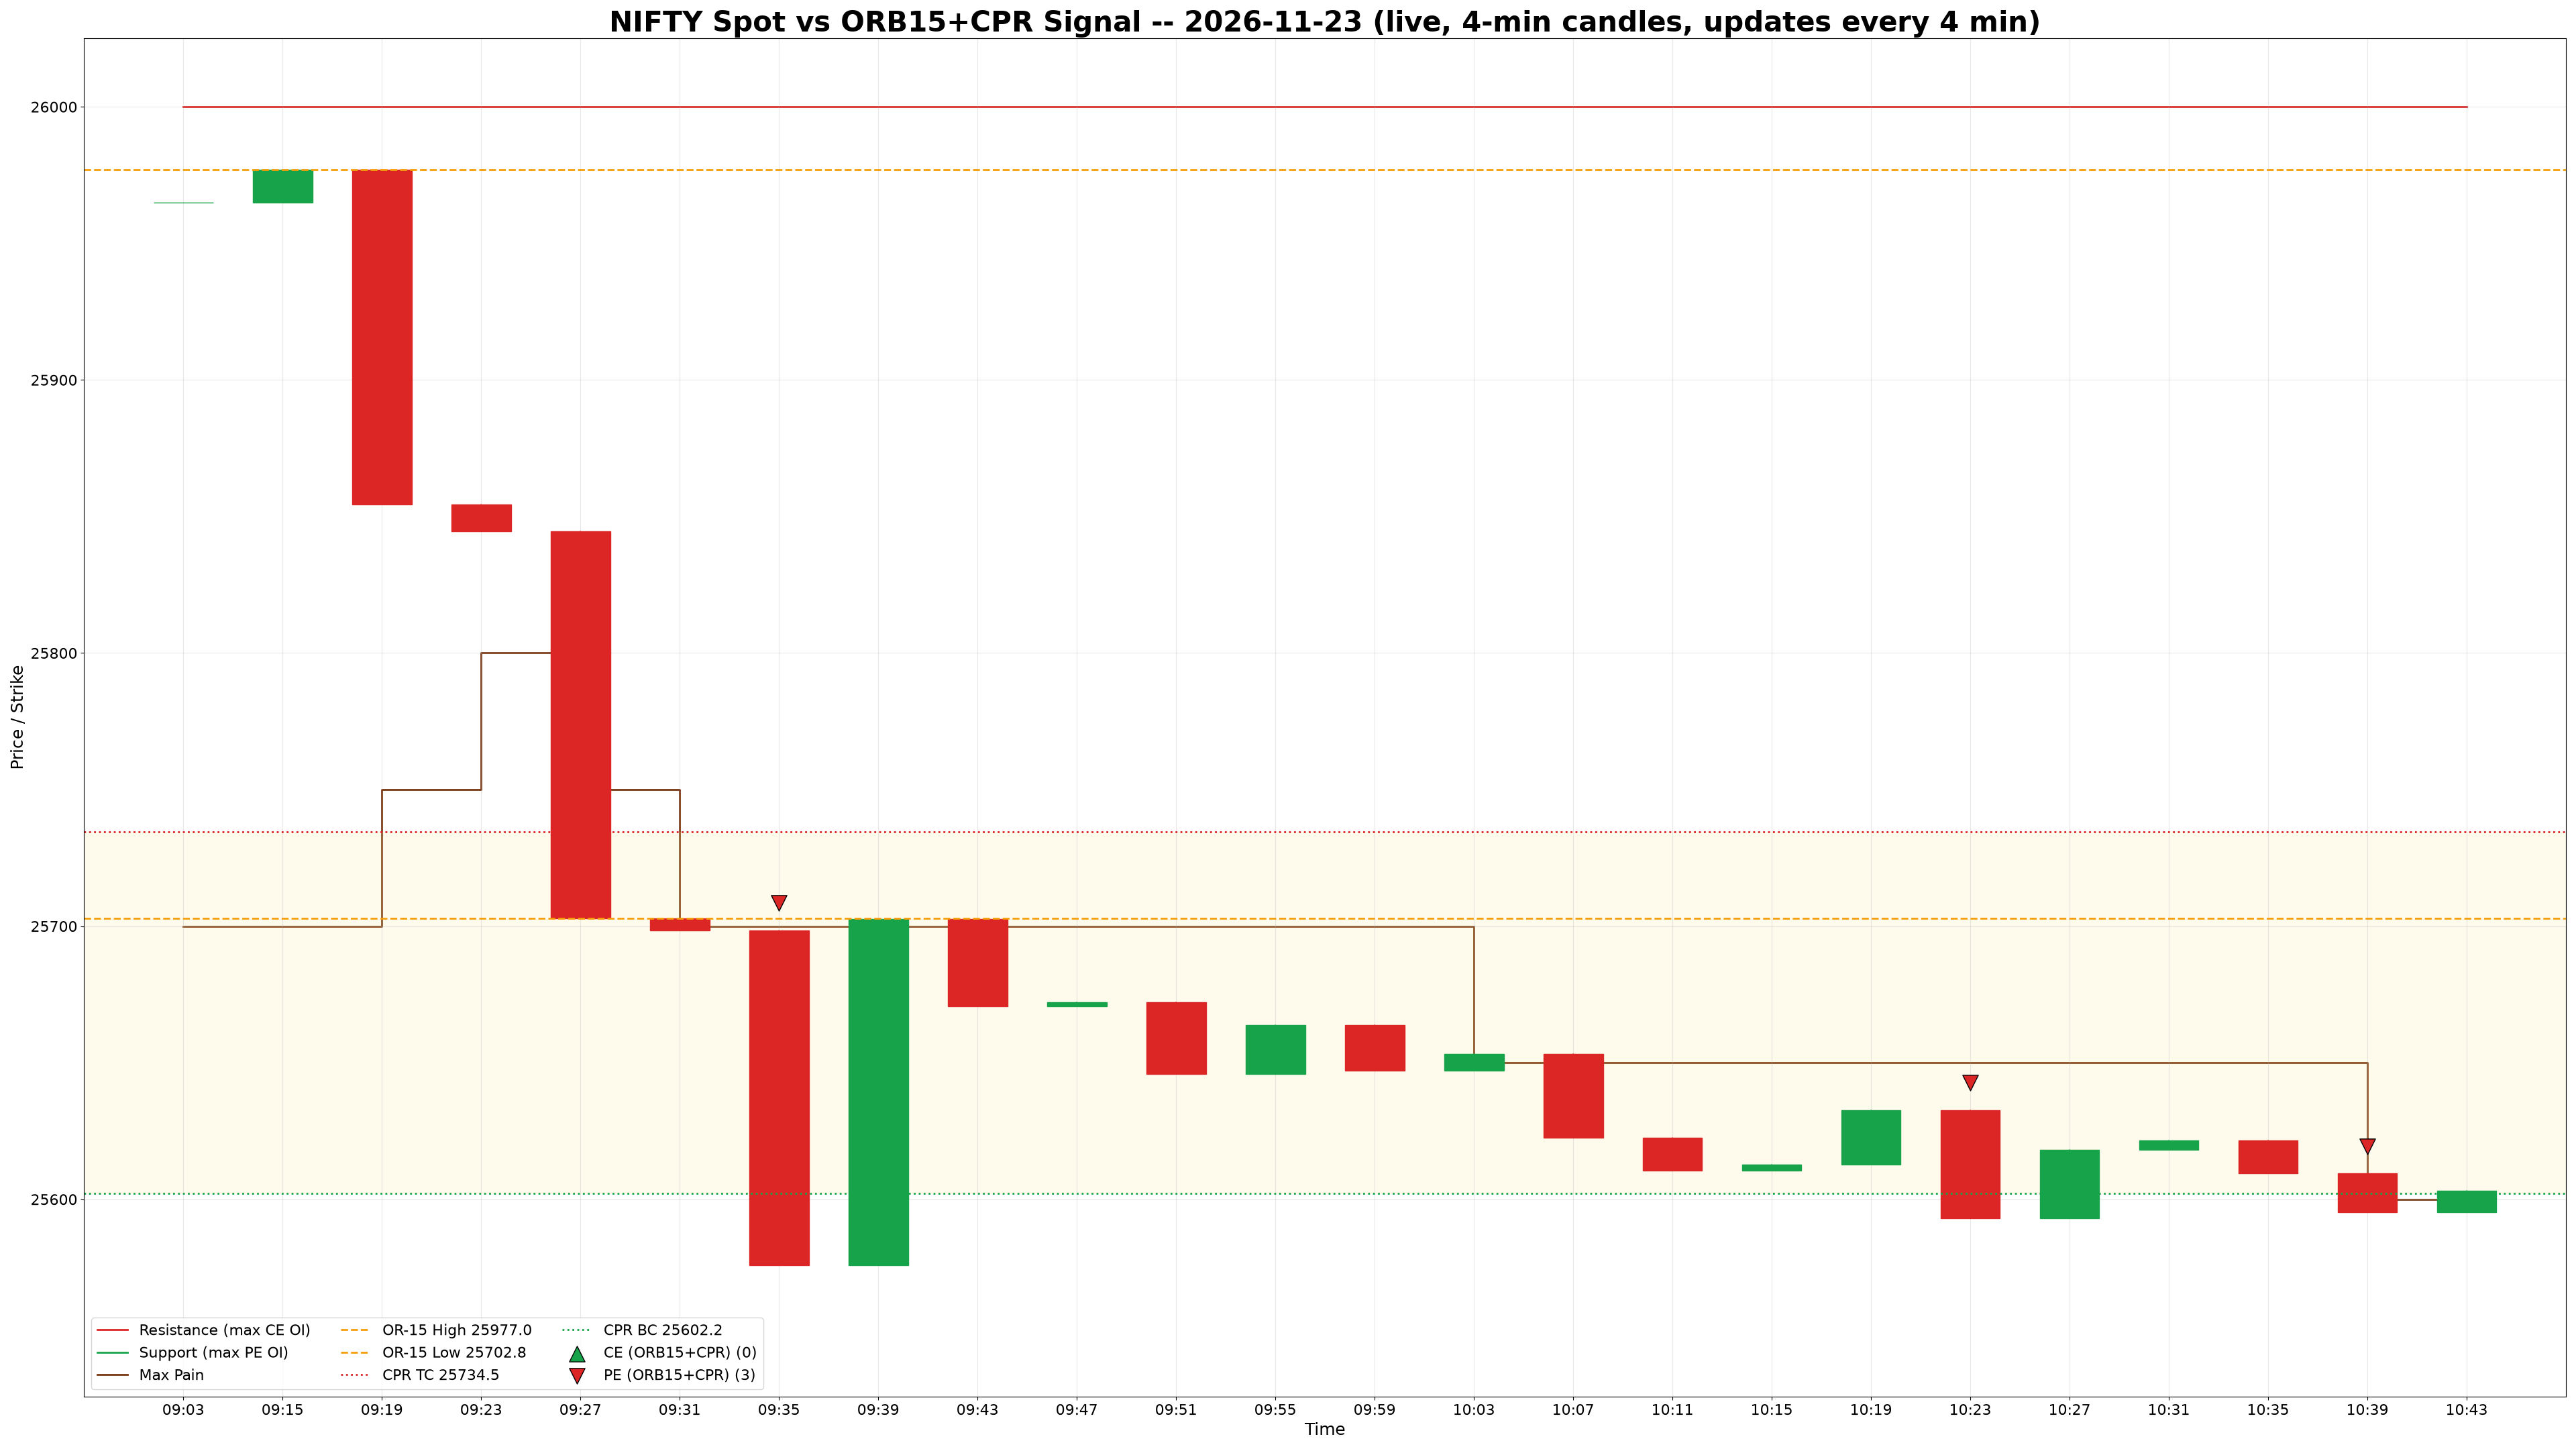 NIFTY Spot vs ORB15+CPR Signal -- 2026-11-23 (live, 4-min candles, updates every 4 min)
Price / Strike
26000
25900
25800
25700
25600
Resistance (max CE OI)
Support (max PE OI)
Max Pain
OR-15 High 25977.0
OR-15 Low 25702.8
CPR TC 25734.5
CPR BC 25602.2
CE (ORB15+CPR) (0)
PE (ORB15+CPR) (3)
09:03 09:15 09:19 09:23 09:27 09:31 09:35 09:39 09:43 09:47 09:51 09:55 09:59 10:03 10:07 10:11 10:15 10:19 10:23 10:27 10:31 10:35 10:39 10:43
Time